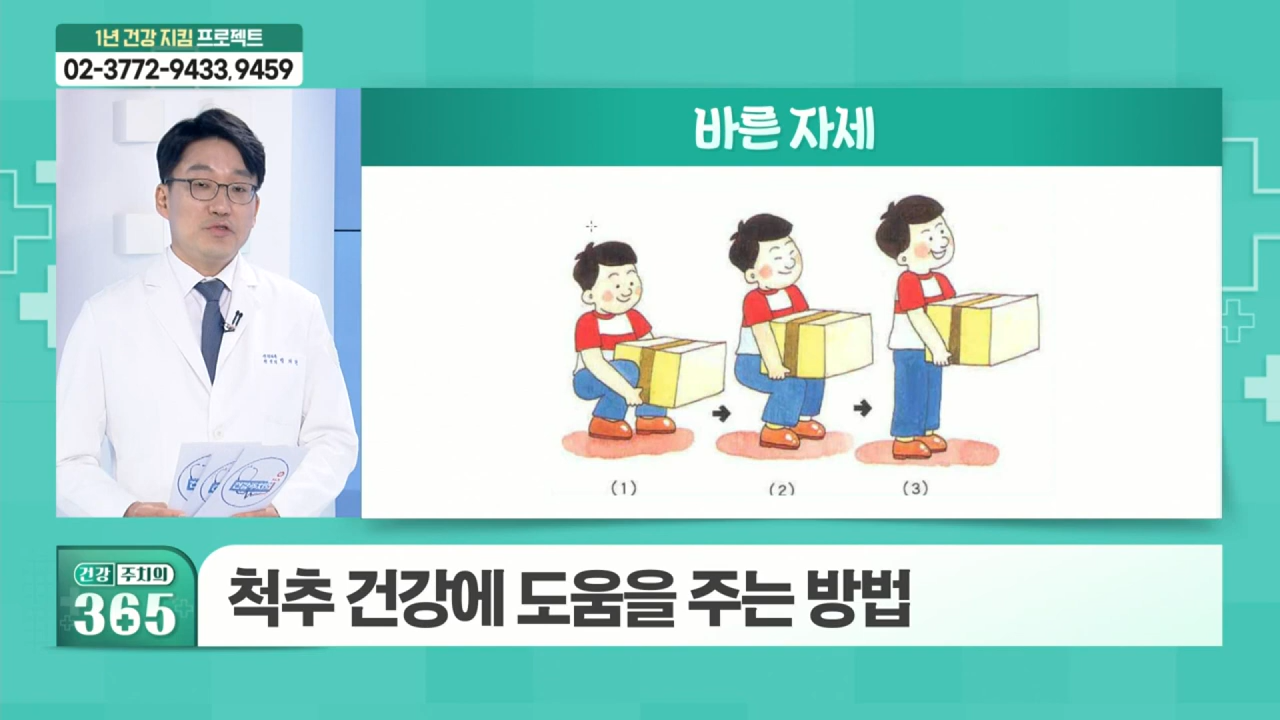 1년 건강 지킴 프로젝트
02-3772-9433, 9459
바른 자세
(1)
(2)
(3)
건강 주치의
365
척추 건강에 도움을 주는 방법